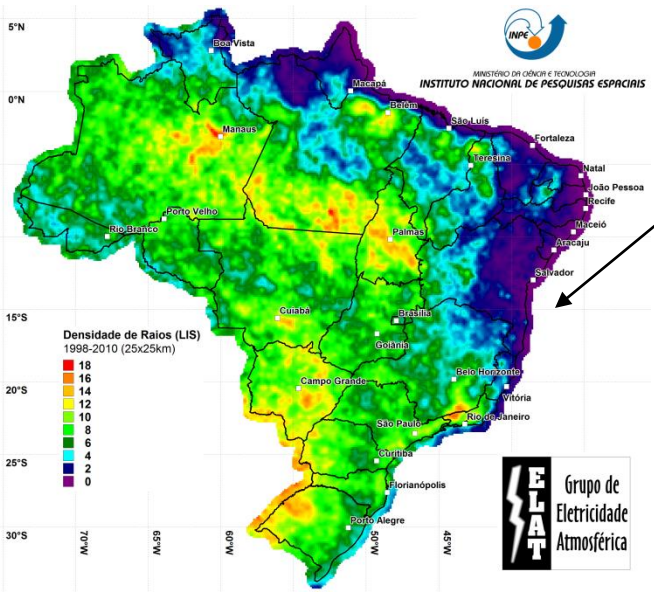 5°N
0°N
15°S
20°S
25°S
30°S
INPE
MINISTÉRIO DA CIÊNCIA E TECNOLOGIA
INSTITUTO NACIONAL DE PESQUISAS ESPACIAIS
Boa Vista
Macapá
Belém
São Luís
Fortaleza
Manaus
Teresina
Natal
João Pessoa
Recife
Porto Velho
Maceió
Rio Branco
Palmas
Aracaju
Salvador
Cuiabá
Brasília
Goiânia
Densidade de Raios (LIS)
1998-2010 (25x25km)
18
16
14
12
10
8
6
4
2
0
Campo Grande
Belo Horizonte
Vitória
São Paulo
Rio de Janeiro
Curitiba
Florianópolis
Porto Alegre
70°W
65°W
60°W
50°W
45°W
ELAT
Grupo de
Eletricidade
Atmosférica